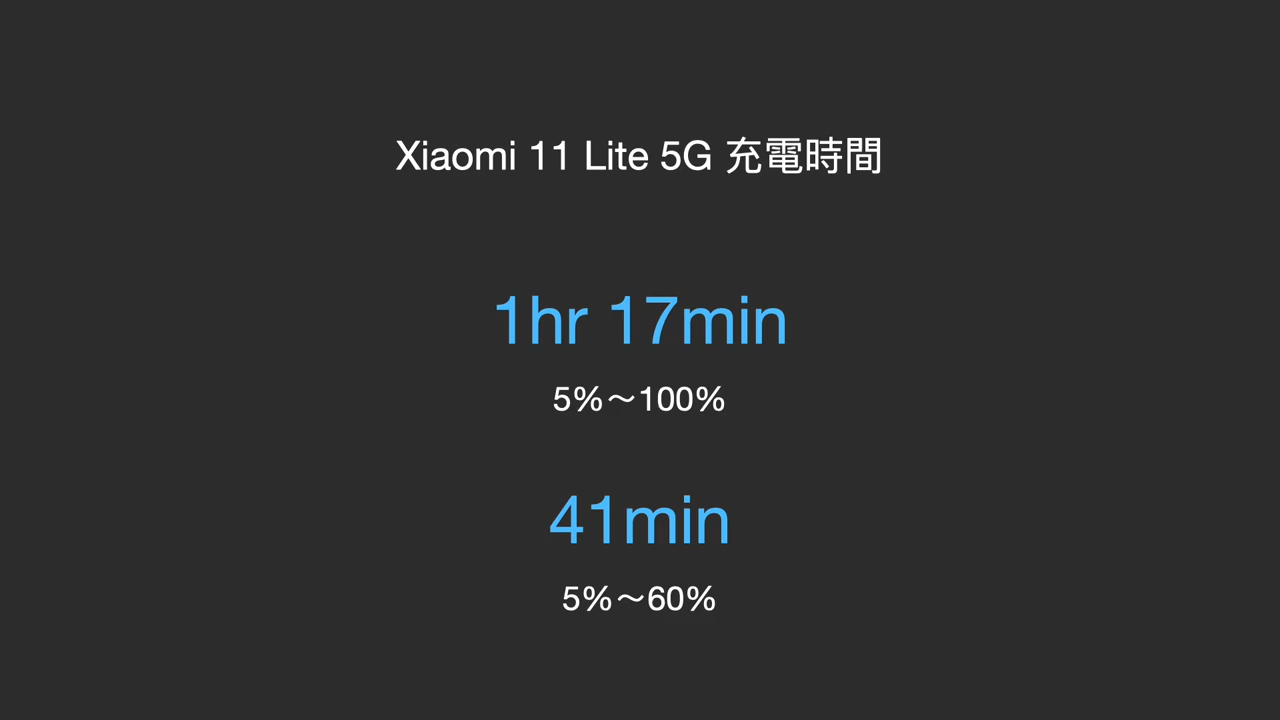 Xiaomi 11 Lite 5G 充電時間
1hr 17min
5%～100%
41min
5%～60%